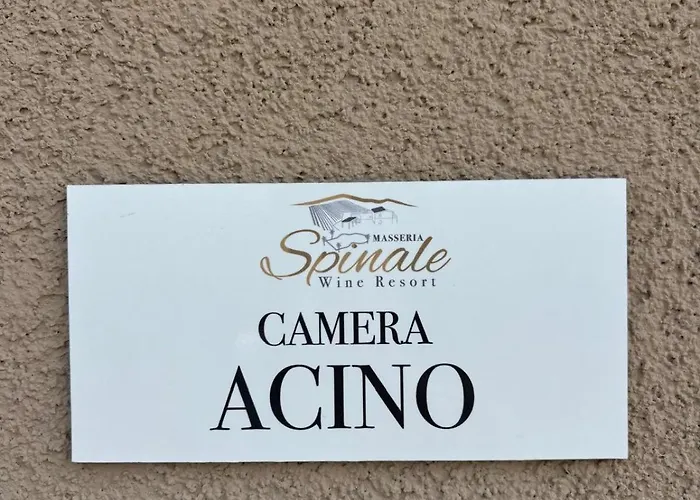 MASSERIA
Spinale
Wine Resort
CAMERA
ACINO